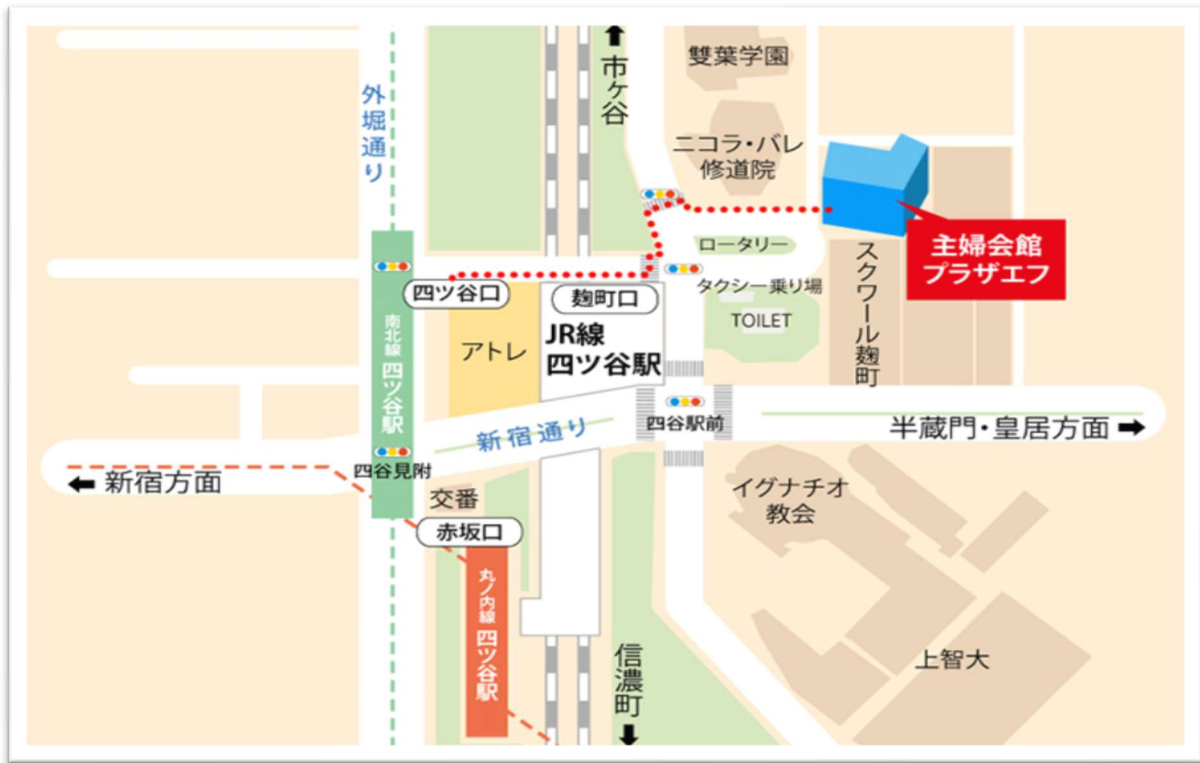 外堀通り
市ヶ谷
雙葉学園
ニコラ・バレ
修道院
主婦会館
プラザエフ
ロータリー
タクシー乗り場
TOILET
スクワール麹町
四ツ谷口
麹町口
JR線
四ツ谷駅
アトレ
南北線 四ツ谷駅
新宿通り
四谷駅前
半蔵門・皇居方面
新宿方面
四谷見附
交番
赤坂口
丸ノ内線 四ツ谷駅
イグナチオ
教会
信濃町
上智大